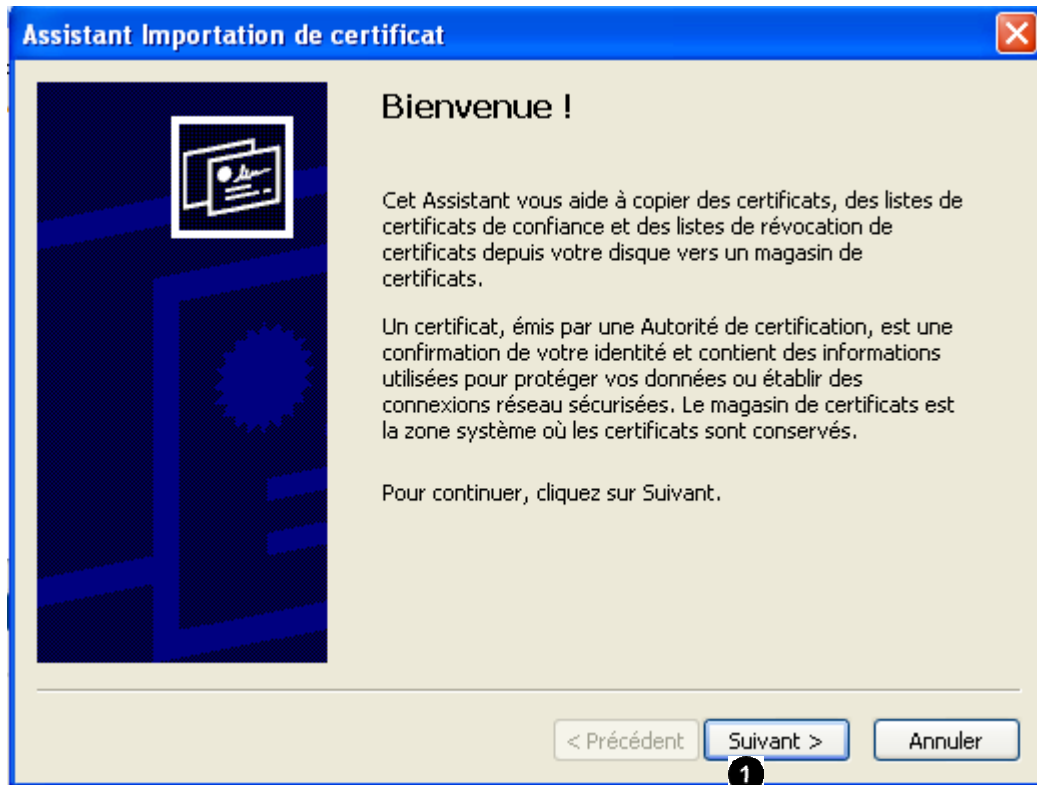 Assistant Importation de certificat
Bienvenue !
Cet Assistant vous aide à copier des certificats, des listes de
certificats de confiance et des listes de révocation de
certificats depuis votre disque vers un magasin de
certificats.
Un certificat, émis par une Autorité de certification, est une
confirmation de votre identité et contient des informations
utilisées pour protéger vos données ou établir des
connexions réseau sécurisées. Le magasin de certificats est
la zone système où les certificats sont conservés.
Pour continuer, cliquez sur Suivant.
< Précédent Suivant > Annuler
1